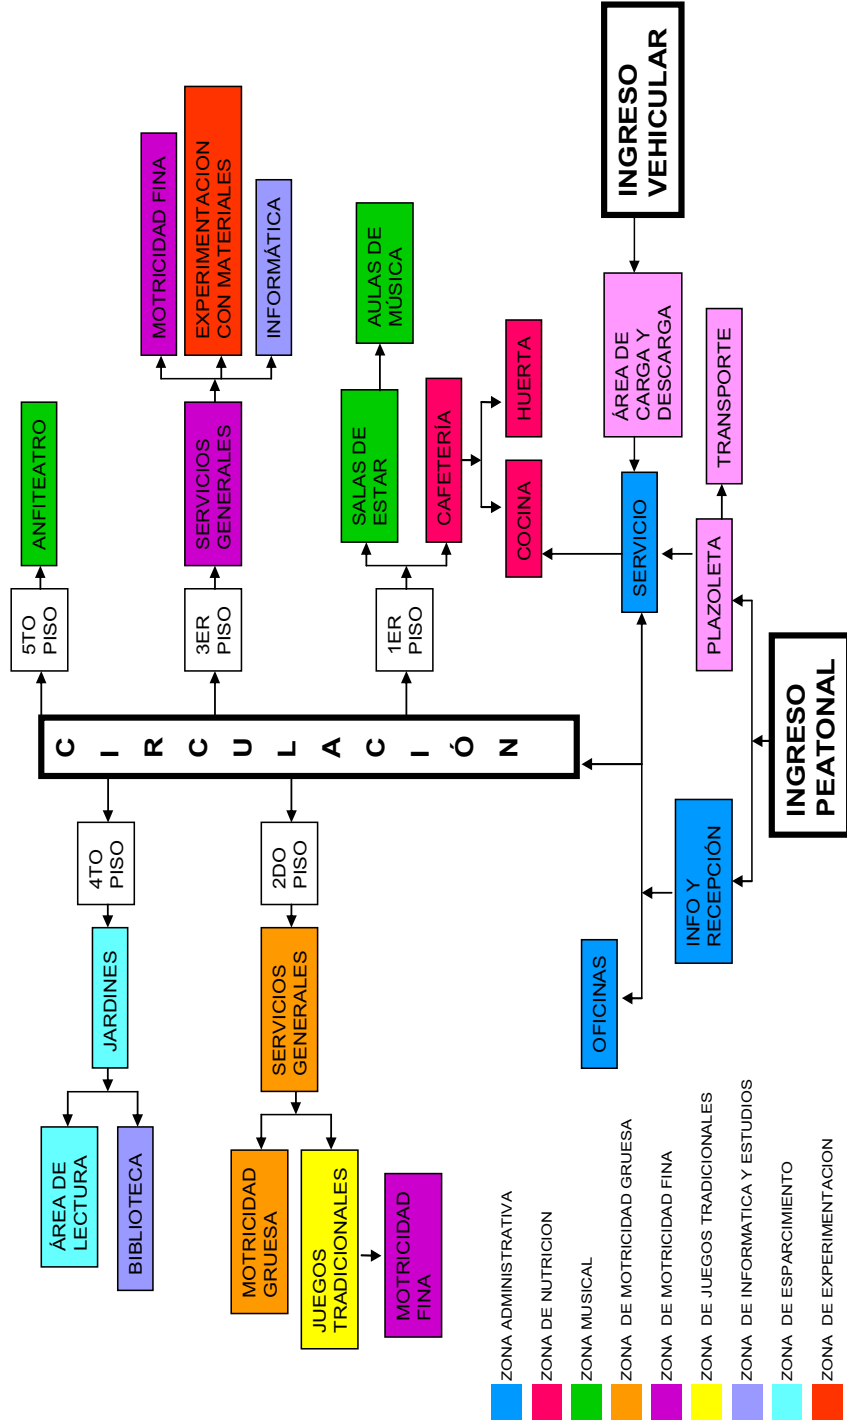 ÁREA DE
LECTURA
BIBLIOTECA
JARDINES
4TO
PISO
MOTRICIDAD
GRUESA
JUEGOS
TRADICIONALES
MOTRICIDAD
FINA
SERVICIOS
GENERALES
2DO
PISO
CIRCULACIÓN
5TO
PISO
ANFITEATRO
3ER
PISO
SERVICIOS
GENERALES
MOTRICIDAD FINA
EXPERIMENTACION
CON MATERIALES
INFORMÁTICA
1ER
PISO
SALAS DE
ESTAR
AULAS DE
MÚSICA
CAFETERÍA
COCINA
HUERTA
OFICINAS
SERVICIO
ÁREA DE
CARGA Y
DESCARGA
INGRESO
VEHICULAR
INFO Y
RECEPCIÓN
PLAZOLETA
TRANSPORTE
INGRESO
PEATONAL
ZONA ADMINISTRATIVA
ZONA DE NUTRICION
ZONA MUSICAL
ZONA DE MOTRICIDAD GRUESA
ZONA DE MOTRICIDAD FINA
ZONA DE JUEGOS TRADICIONALES
ZONA DE INFORMATICA Y ESTUDIOS
ZONA DE ESPARCIMIENTO
ZONA DE EXPERIMENTACION